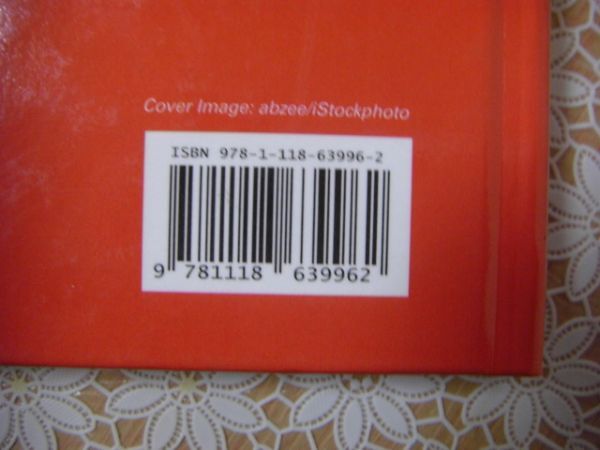 Cover Image: abzee/iStockphoto
ISBN 978-1-118-63996-2
9 781118 639962